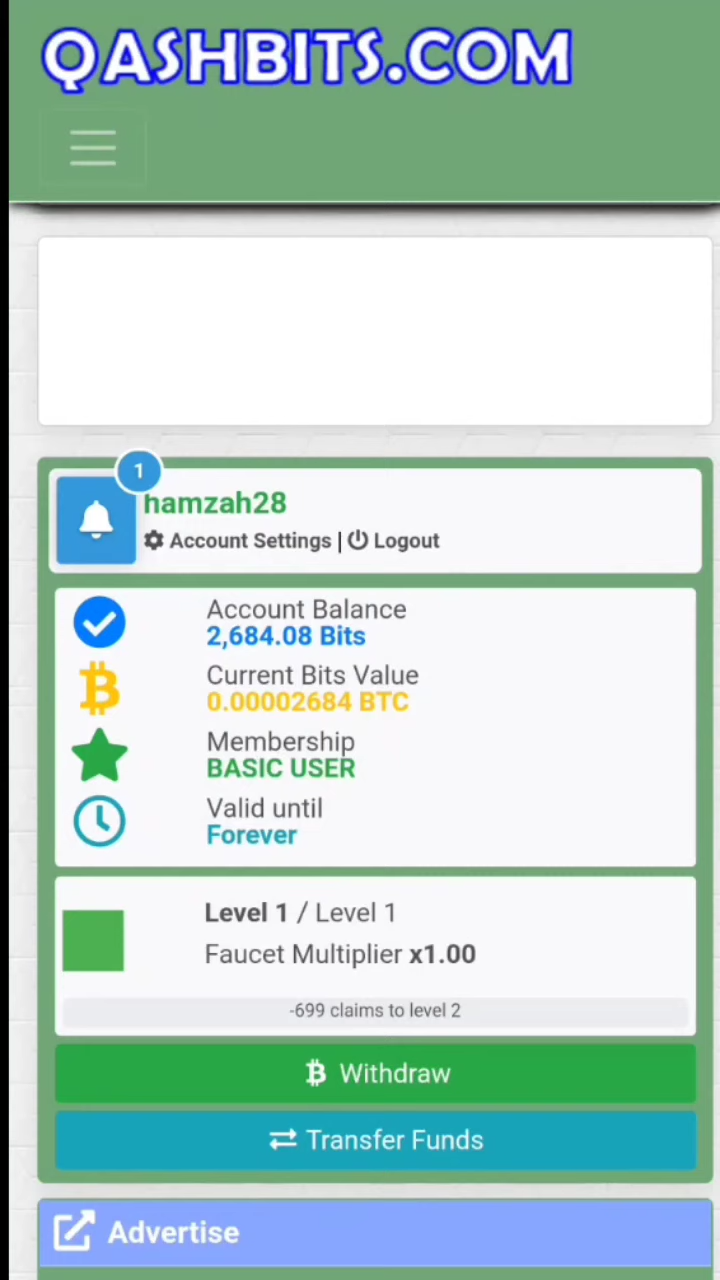 QASHBITS.COM
1
hamzah28
Account Settings | Logout
Account Balance
2,684.08 Bits
Current Bits Value
0.00002684 BTC
Membership
BASIC USER
Valid until
Forever
Level 1 / Level 1
Faucet Multiplier x1.00
-699 claims to level 2
Withdraw
Transfer Funds
Advertise